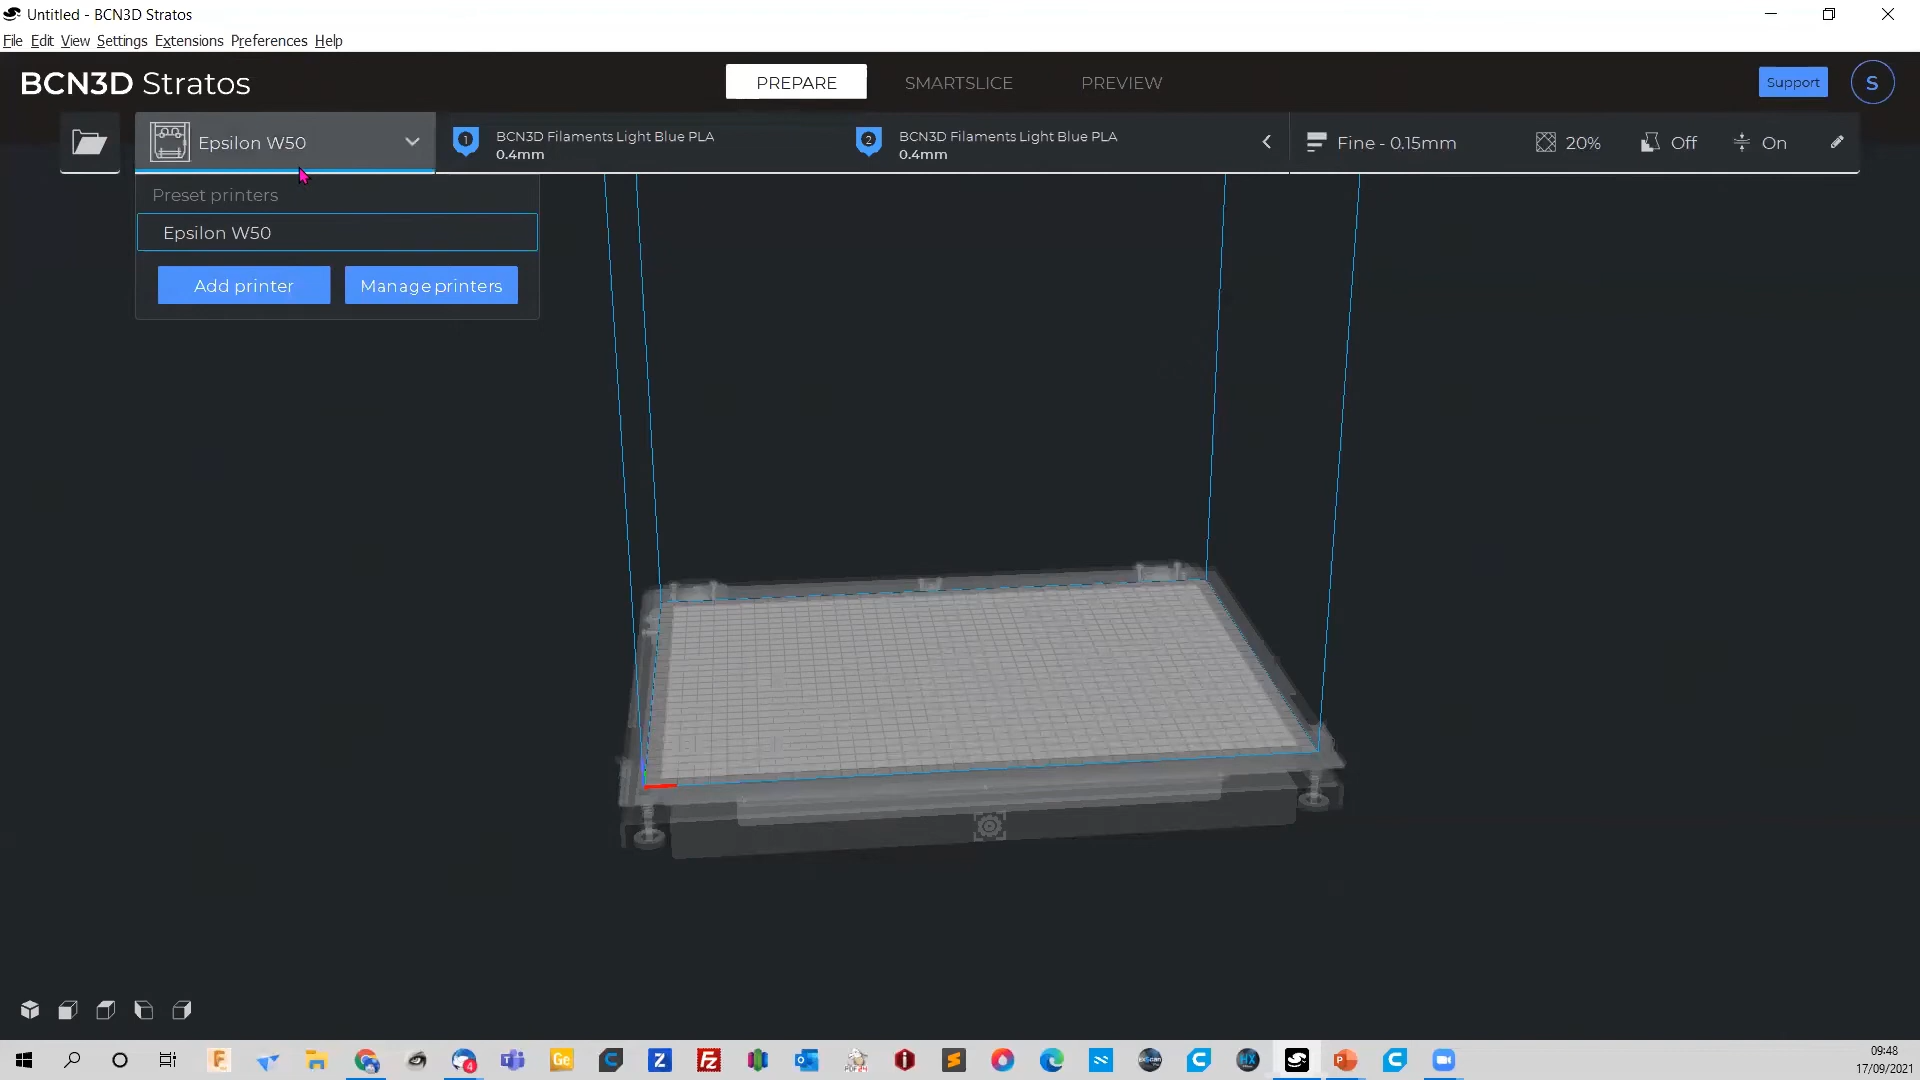 Untitled - BCN3D Stratos
File Edit View Settings Extensions Preferences Help
BCN3D Stratos
PREPARE SMARTSLICE PREVIEW
Support S
Epsilon W50
1 BCN3D Filaments Light Blue PLA
0.4mm
2 BCN3D Filaments Light Blue PLA
0.4mm
Fine - 0.15mm 20% Off On
Preset printers
Epsilon W50
Add printer Manage printers
09:48
17/09/2021